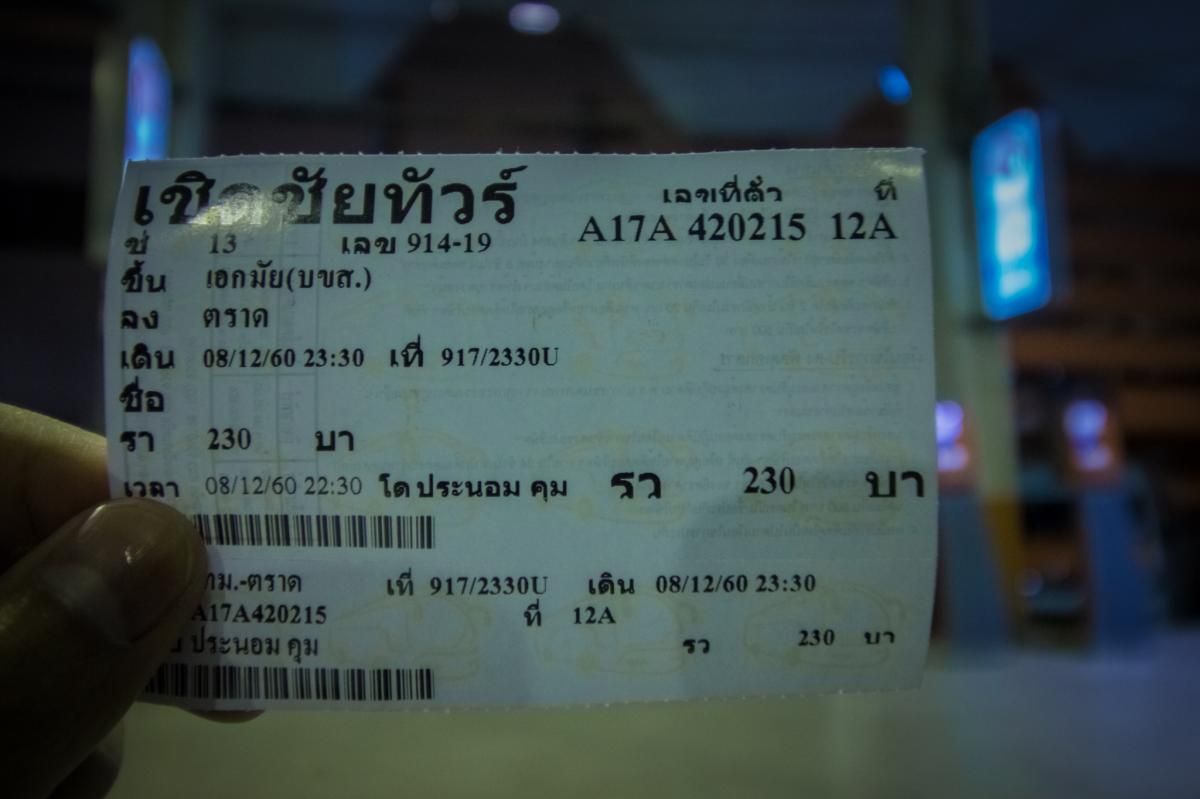 เชิดชัยทัวร์ เลขที่ตั๋ว ที่
A17A 420215 12A
ช่ 13 เลข 914-19
ขึ้น เอกมัย(บขส.)
ลง ตราด
เดิน 08/12/60 23:30 เที่ 917/2330U
ชื่อ
รา 230 บา
เวลา 08/12/60 22:30 โด ประนอม คุม รว 230 บา
ทม.-ตราด เที่ 917/2330U เดิน 08/12/60 23:30
A17A420215 ที่ 12A
ประนอม คุม รว 230 บา